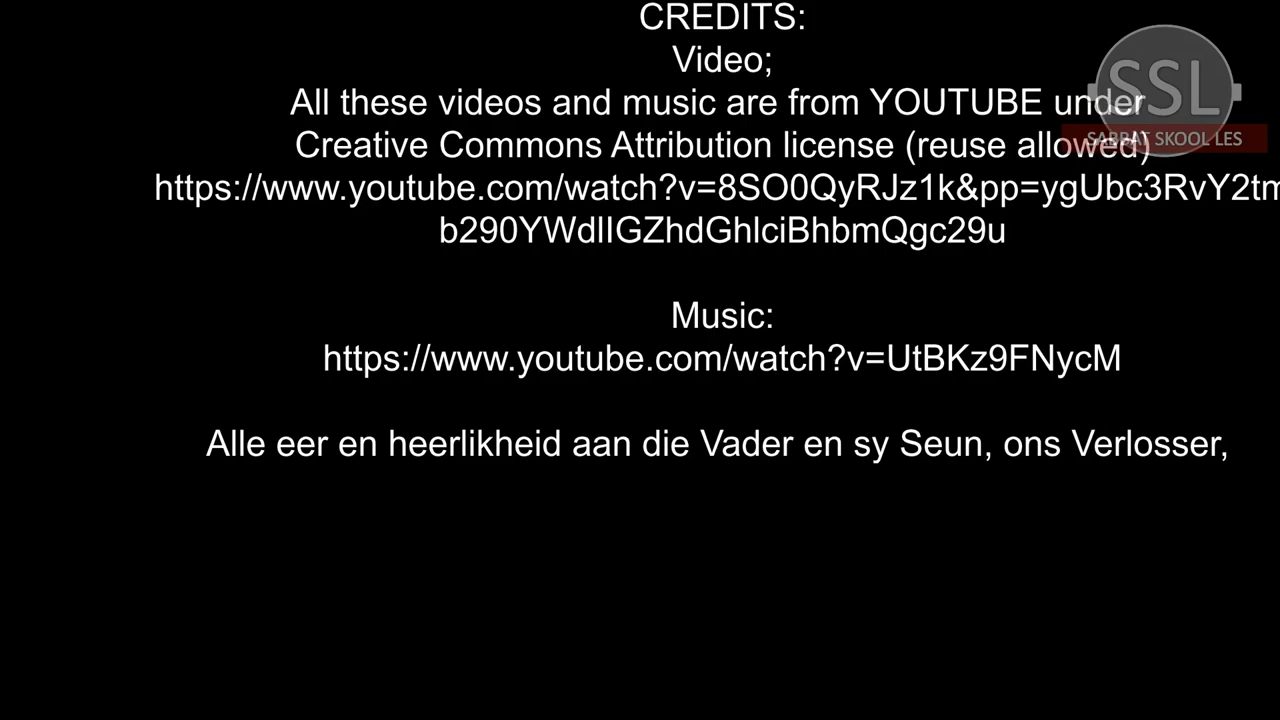 CREDITS:
Video;
All these videos and music are from YOUTUBE under
Creative Commons Attribution license (reuse allowed)
https://www.youtube.com/watch?v=8SO0QyRJz1k&pp=ygUbc3RvY2tm
b290YWdlIGZhdGhlciBhbmQgc29u
Music:
https://www.youtube.com/watch?v=UtBKz9FNycM
Alle eer en heerlikheid aan die Vader en sy Seun, ons Verlosser,
SSL
SABBAT SKOOL LES